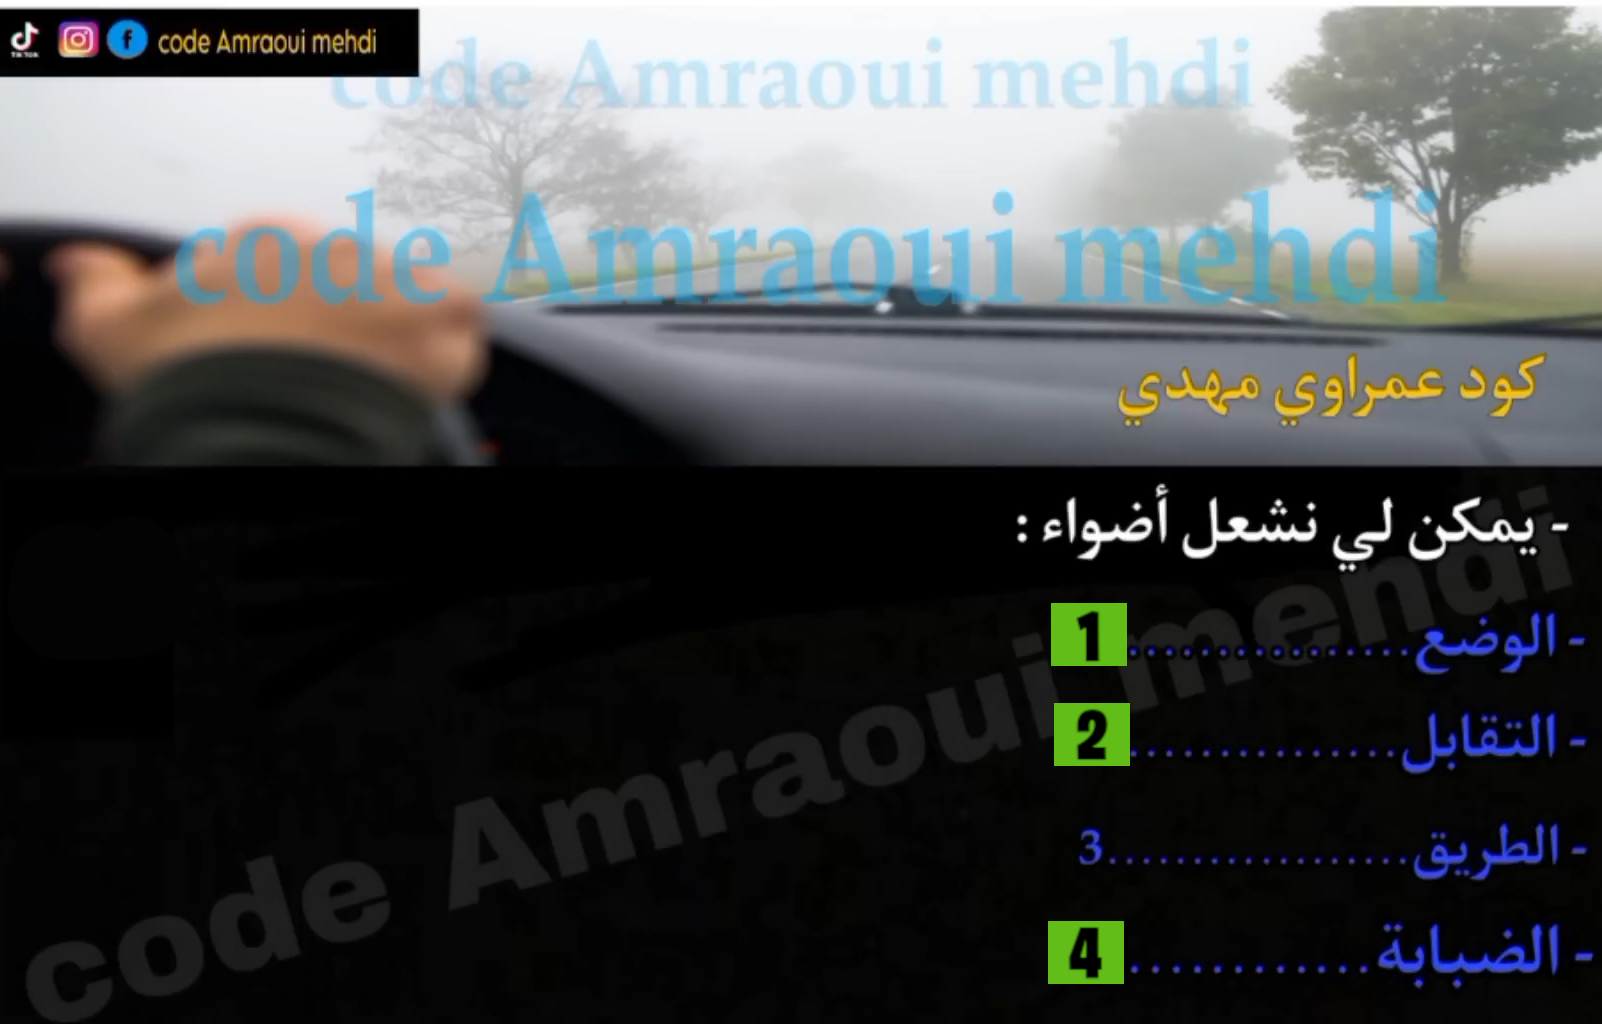 TikTok
code Amraoui mehdi
code Amraoui mehdi
code Amraoui mehdi
كود عمراوي مهدي
- يمكن لي نشعل أضواء :
- الوضع................1
- التقابل...............2
- الطريق..................3
- الضبابة............4
code Amraoui mehdi